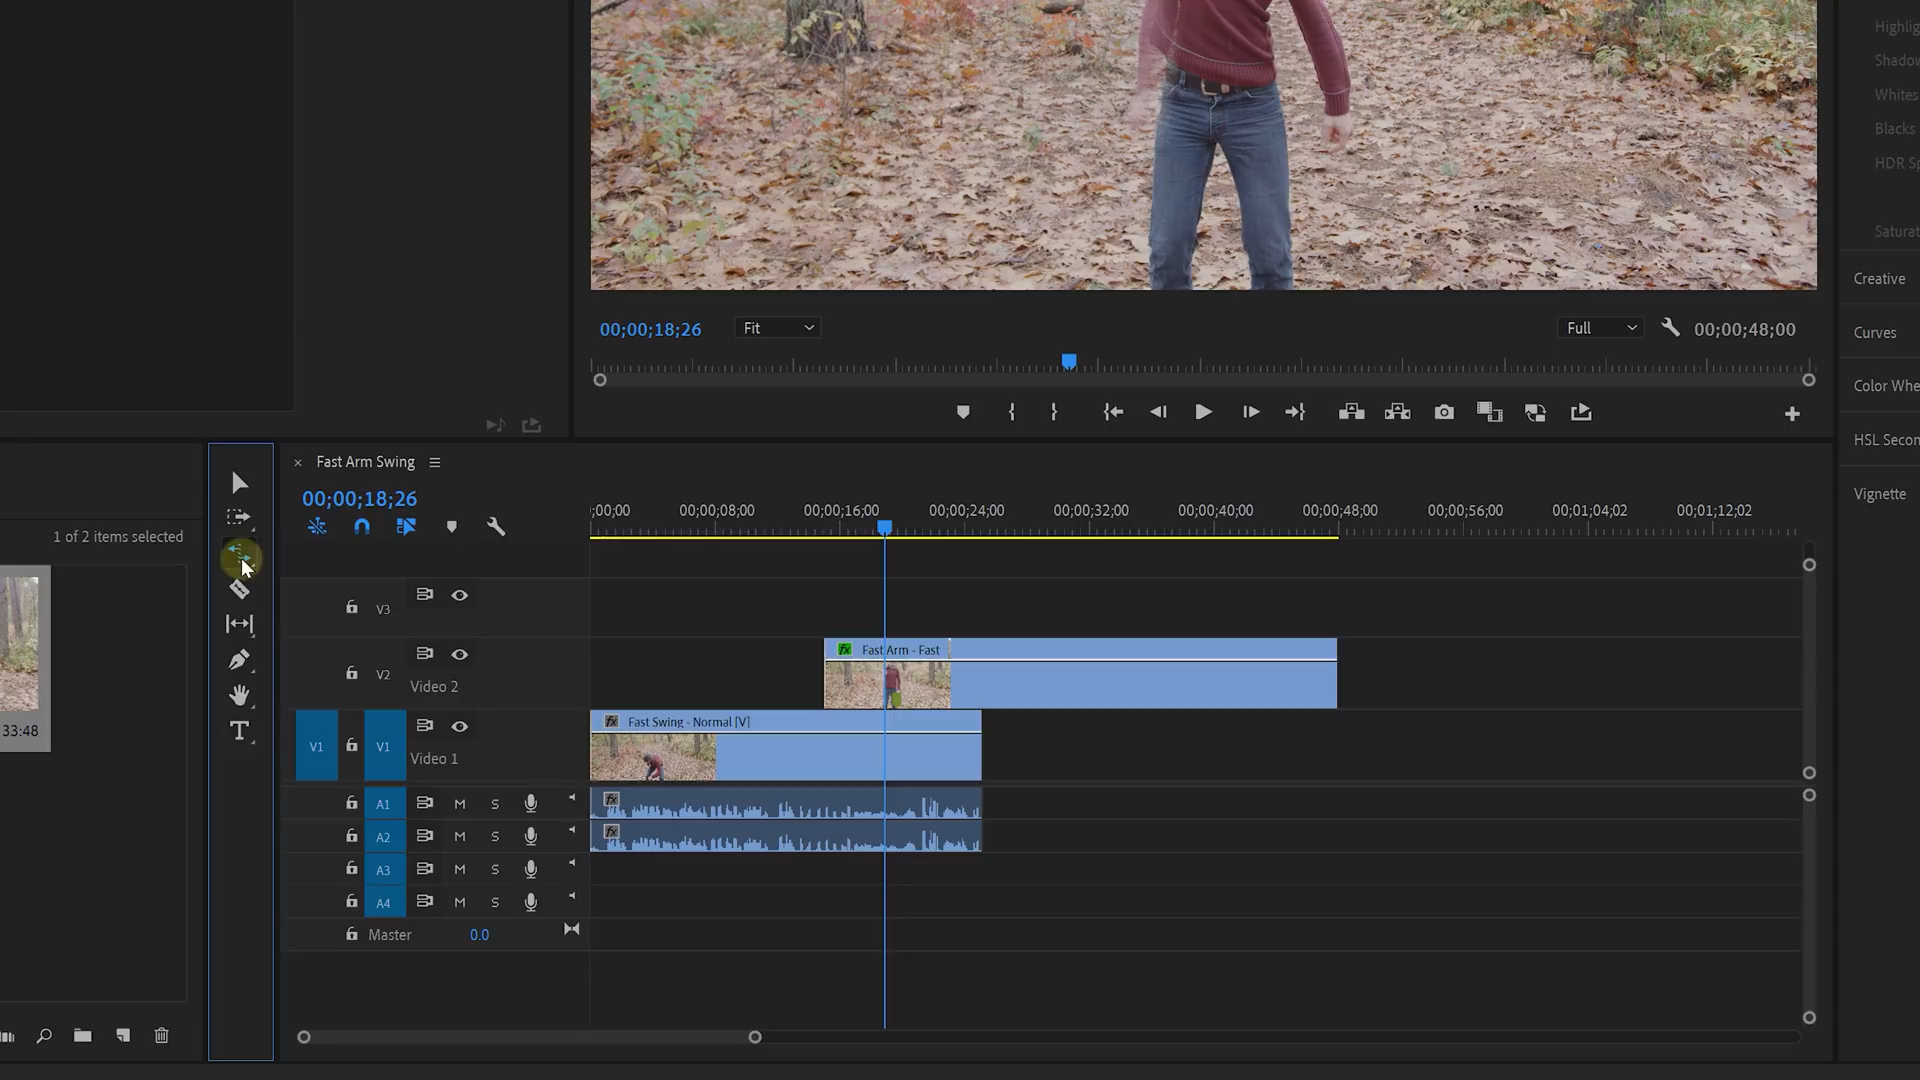 Highlig
Shadow
Whites
Blacks
HDR Sp
Saturat
Creative
Curves
Color Whe
HSL Secon
Vignette
00;00;18;26
Fit
Full
00;00;48;00
1 of 2 items selected
33:48
T
× Fast Arm Swing
00;00;18;26
;00;00 00;00;08;00 00;00;16;00 00;00;24;00 00;00;32;00 00;00;40;00 00;00;48;00 00;00;56;00 00;01;04;02 00;01;12;02
V3
V2
Video 2
fx Fast Arm - Fast
V1 V1
Video 1
fx Fast Swing - Normal [V]
A1 M S fx
A2 M S fx
A3 M S
A4 M S
Master 0.0